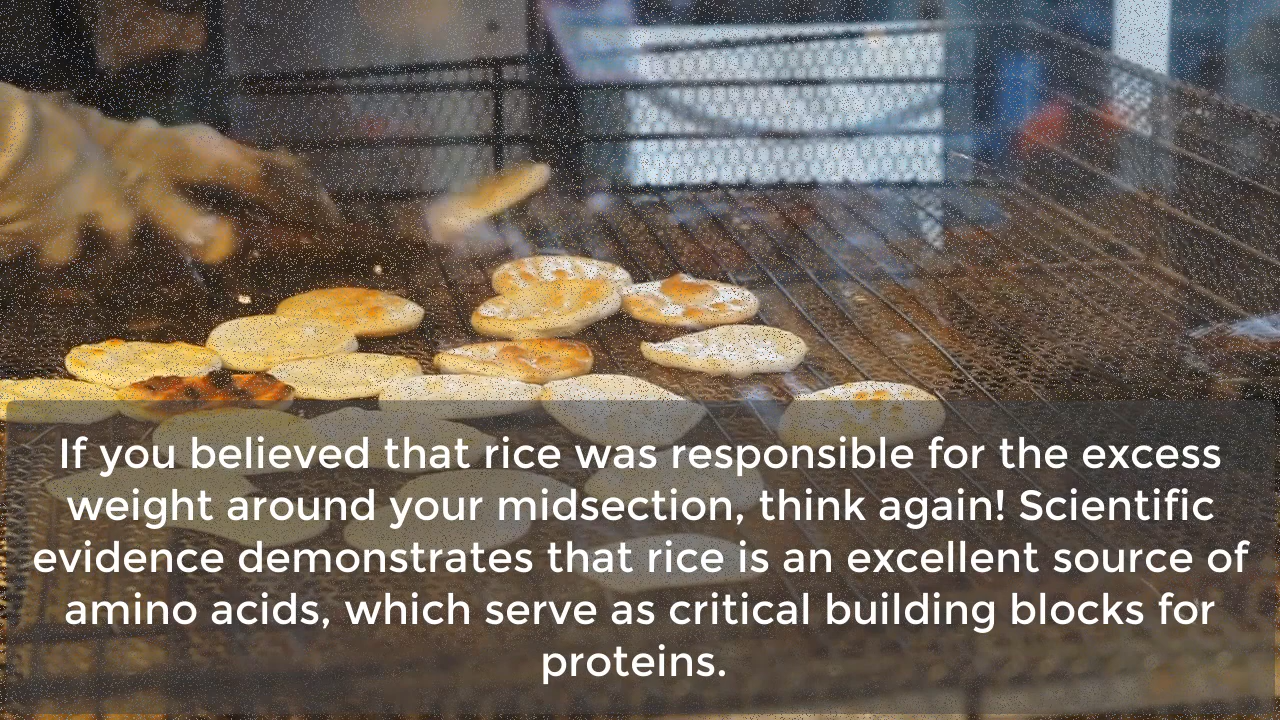 If you believed that rice was responsible for the excess
weight around your midsection, think again! Scientific
evidence demonstrates that rice is an excellent source of
amino acids, which serve as critical building blocks for
proteins.